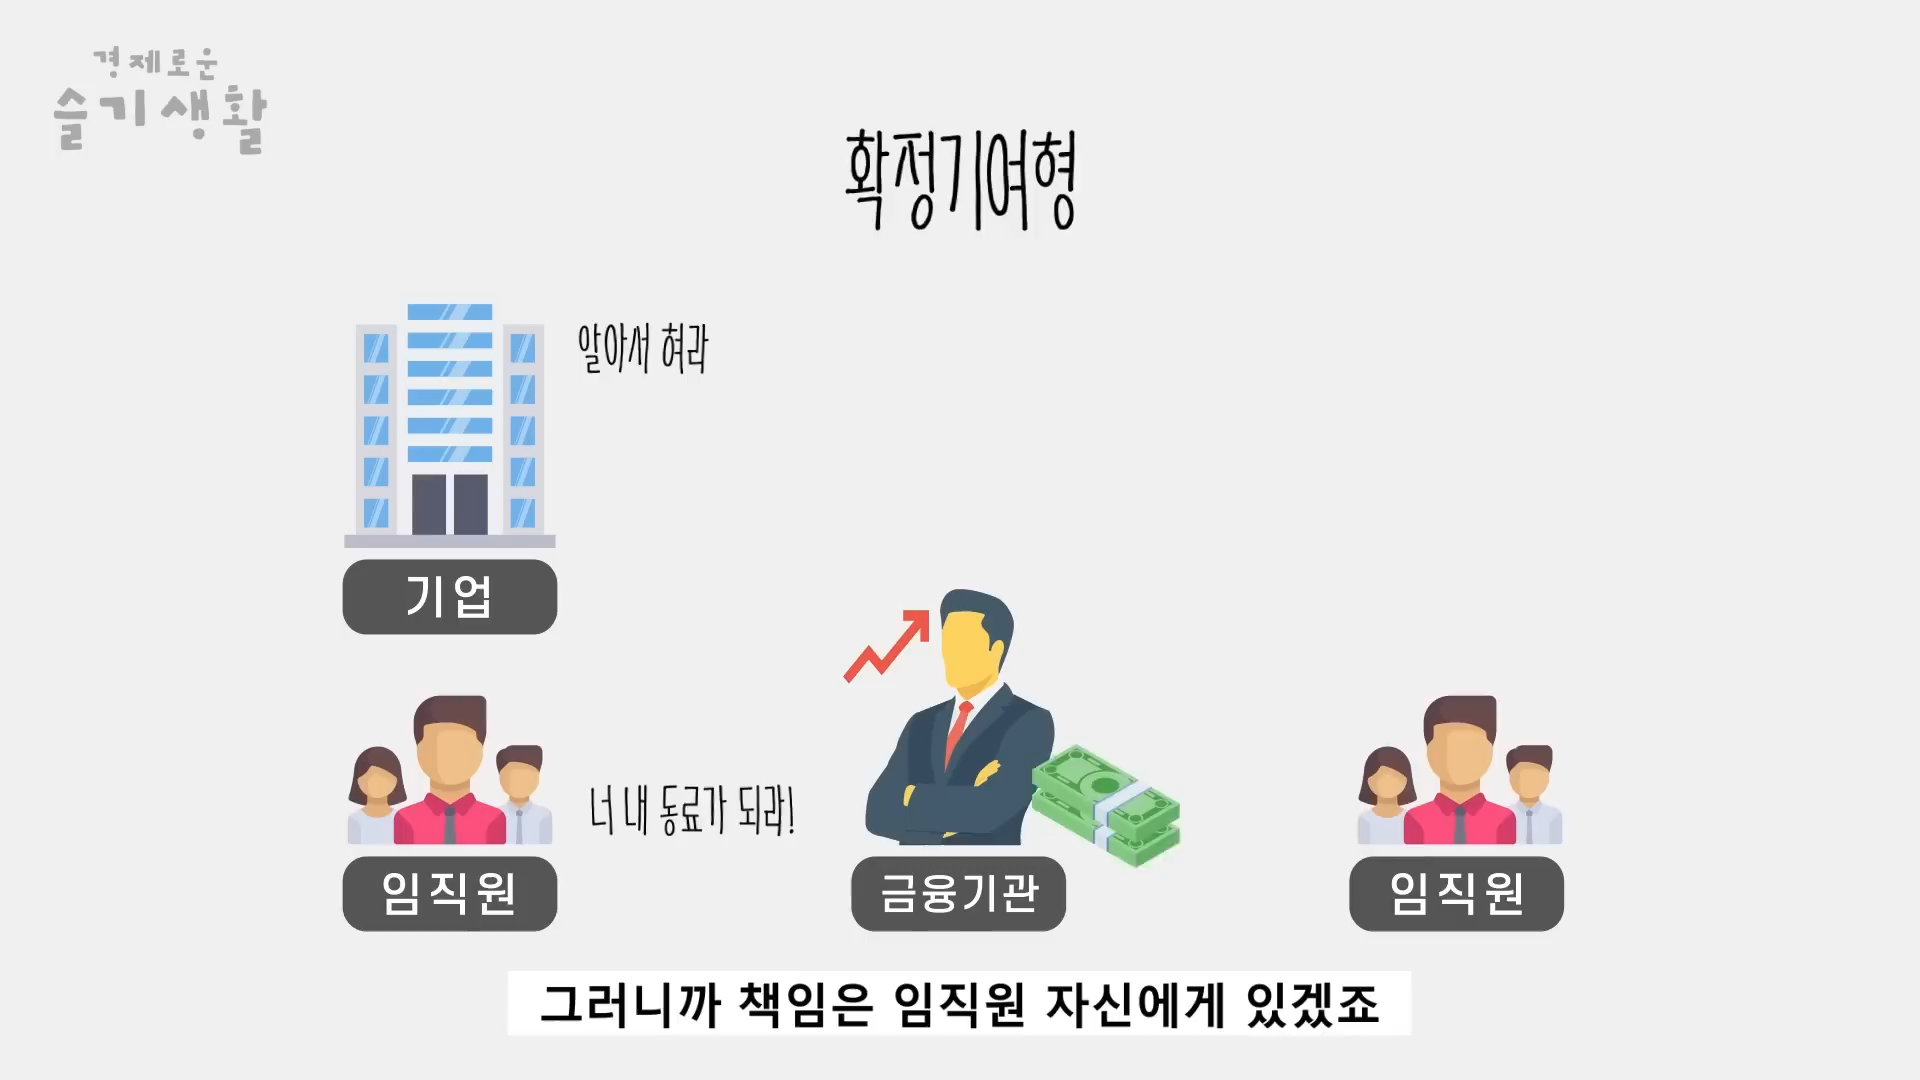 경제로운
슬기생활
확정기여형
알아서 혀라
기업
너 내 동료가 되라!
임직원
금융기관
임직원
그러니까 책임은 임직원 자신에게 있겠죠